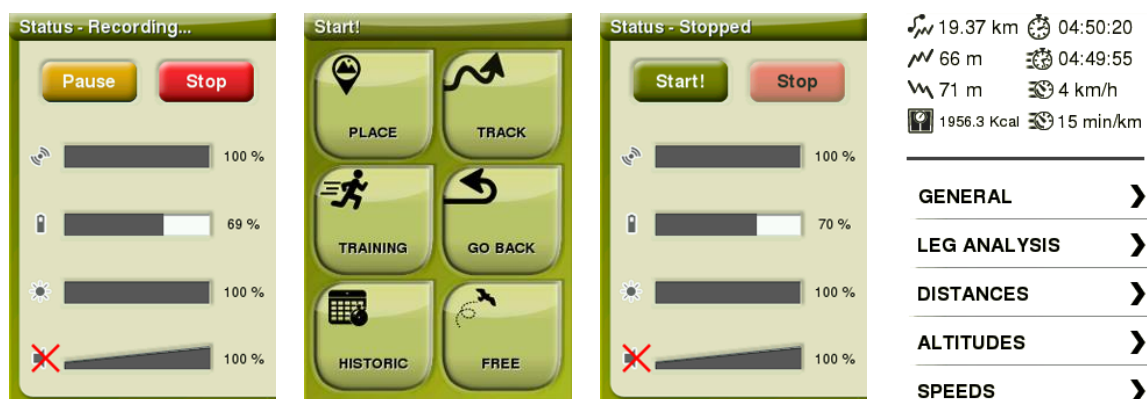 Status - Recording...
Pause Stop
100 %
69 %
100 %
100 %
Start!
PLACE TRACK
TRAINING GO BACK
HISTORIC FREE
Status - Stopped
Start! Stop
100 %
70 %
100 %
100 %
19.37 km 04:50:20
66 m 04:49:55
71 m 4 km/h
1956.3 Kcal 15 min/km
GENERAL
LEG ANALYSIS
DISTANCES
ALTITUDES
SPEEDS